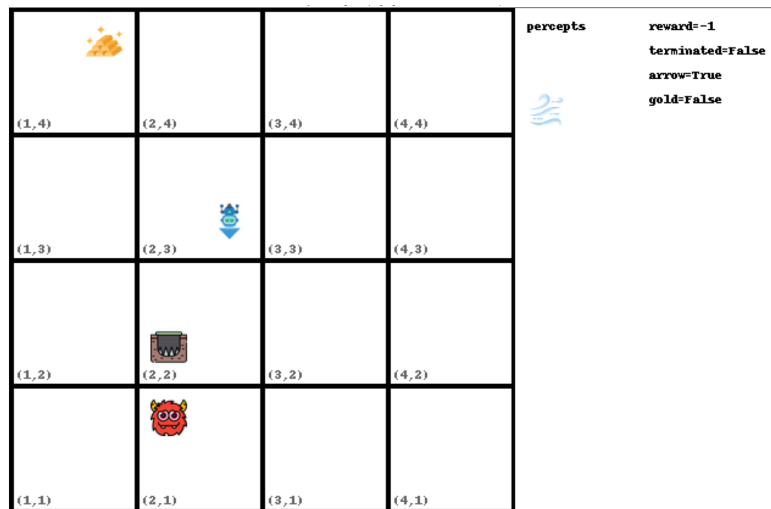 percepts reward=-1
terminated=False
arrow=True
gold=False
(1,4) (2,4) (3,4) (4,4)
(1,3) (2,3) (3,3) (4,3)
(1,2) (2,2) (3,2) (4,2)
(1,1) (2,1) (3,1) (4,1)